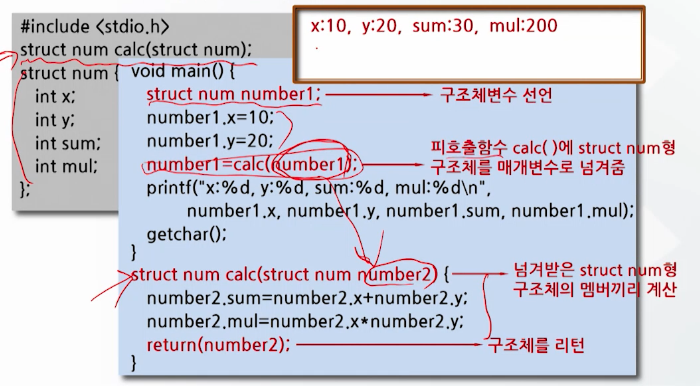 #include <stdio.h>
struct num calc(struct num);
struct num {
int x;
int y;
int sum;
int mul;
};
x:10, y:20, sum:30, mul:200
void main() {
struct num number1; 구조체변수 선언
number1.x=10;
number1.y=20;
number1=calc(number1); 피호출함수 calc( )에 struct num형
구조체를 매개변수로 넘겨줌
printf("x:%d, y:%d, sum:%d, mul:%d\n",
number1.x, number1.y, number1.sum, number1.mul);
getchar();
}
struct num calc(struct num number2) { 넘겨받은 struct num형
구조체의 멤버끼리 계산
number2.sum=number2.x+number2.y;
number2.mul=number2.x*number2.y;
return(number2); 구조체를 리턴
}